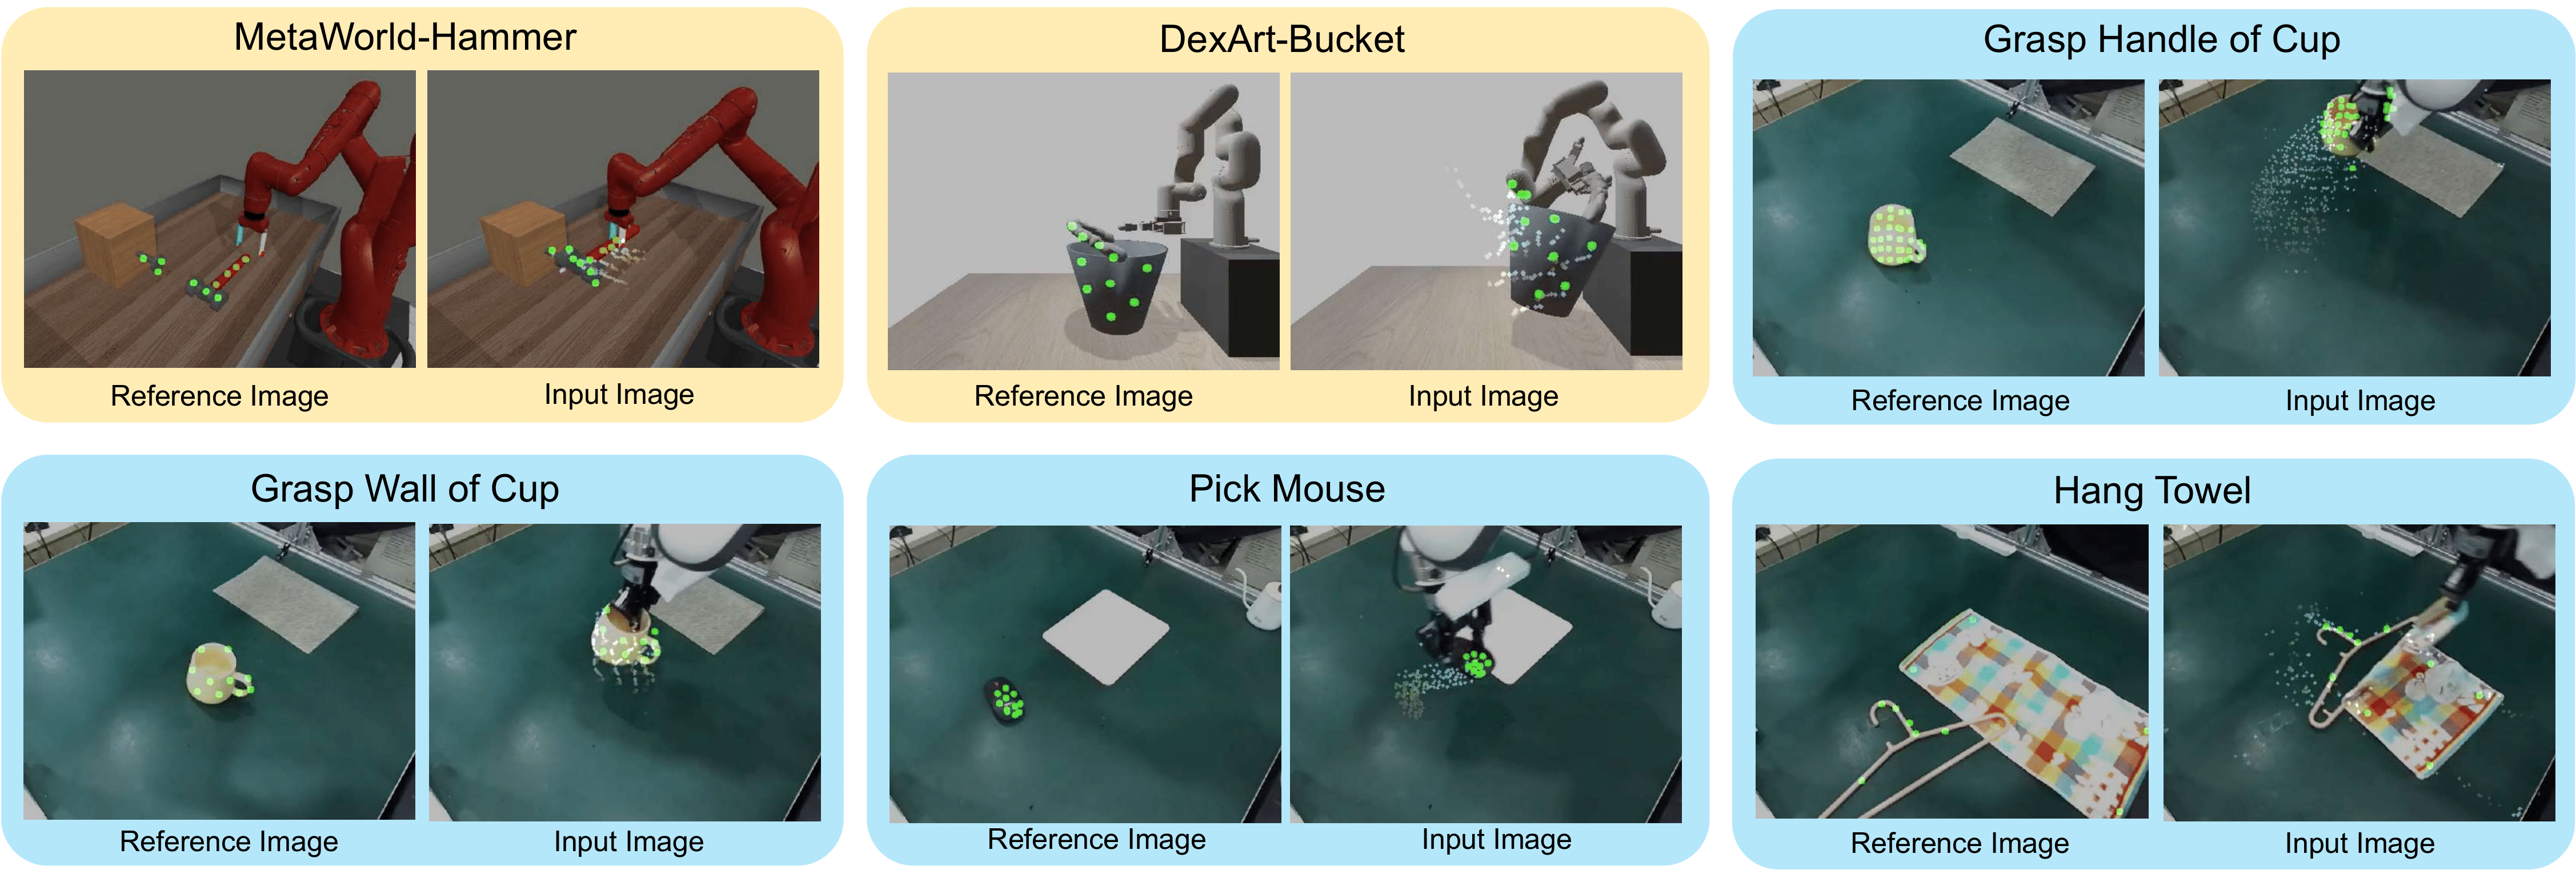 MetaWorld-Hammer
Reference Image
Input Image
DexArt-Bucket
Reference Image
Input Image
Grasp Handle of Cup
Reference Image
Input Image
Grasp Wall of Cup
Reference Image
Input Image
Pick Mouse
Reference Image
Input Image
Hang Towel
Reference Image
Input Image